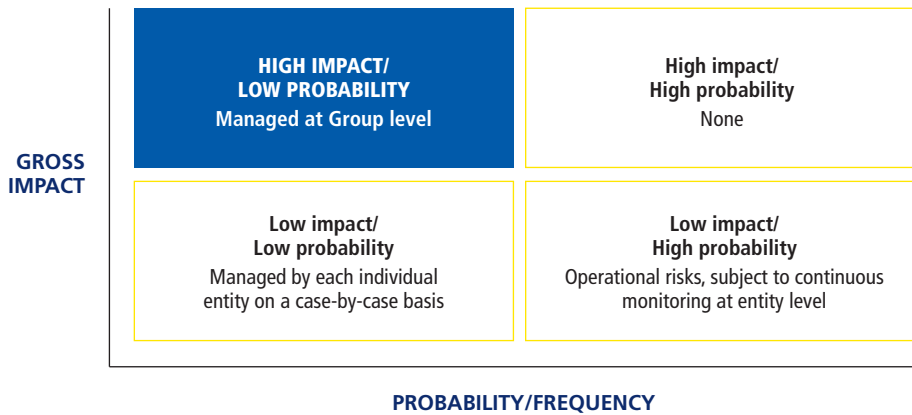 HIGH IMPACT/
LOW PROBABILITY
Managed at Group level
High impact/
High probability
None
GROSS
IMPACT
Low impact/
Low probability
Managed by each individual
entity on a case-by-case basis
Low impact/
High probability
Operational risks, subject to continuous
monitoring at entity level
PROBABILITY/FREQUENCY